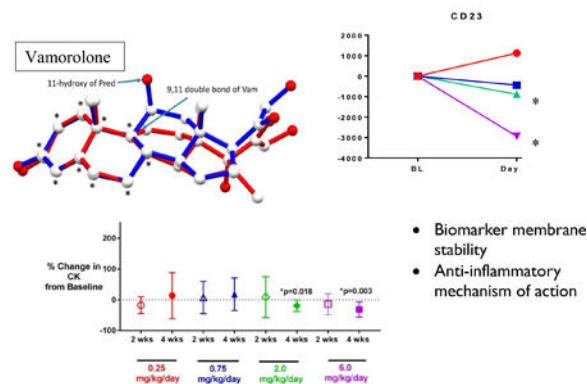 Vamorolone
11-hydroxy of Pred
9,11 double bond of Vam
* * * * * * * * * *
CD23
2000
1000
0
-1000
-2000
-3000
-4000
*
*
BL Day
% Change in
CK
from Baseline
100
0
-100
*p=0.018
*p=0.003
2 wks 4 wks 2 wks 4 wks 2 wks 4 wks 2 wks 4 wks
0.25 0.75 2.0 6.0
mg/kg/day mg/kg/day mg/kg/day mg/kg/day
• Biomarker membrane
stability
• Anti-inflammatory
mechanism of action